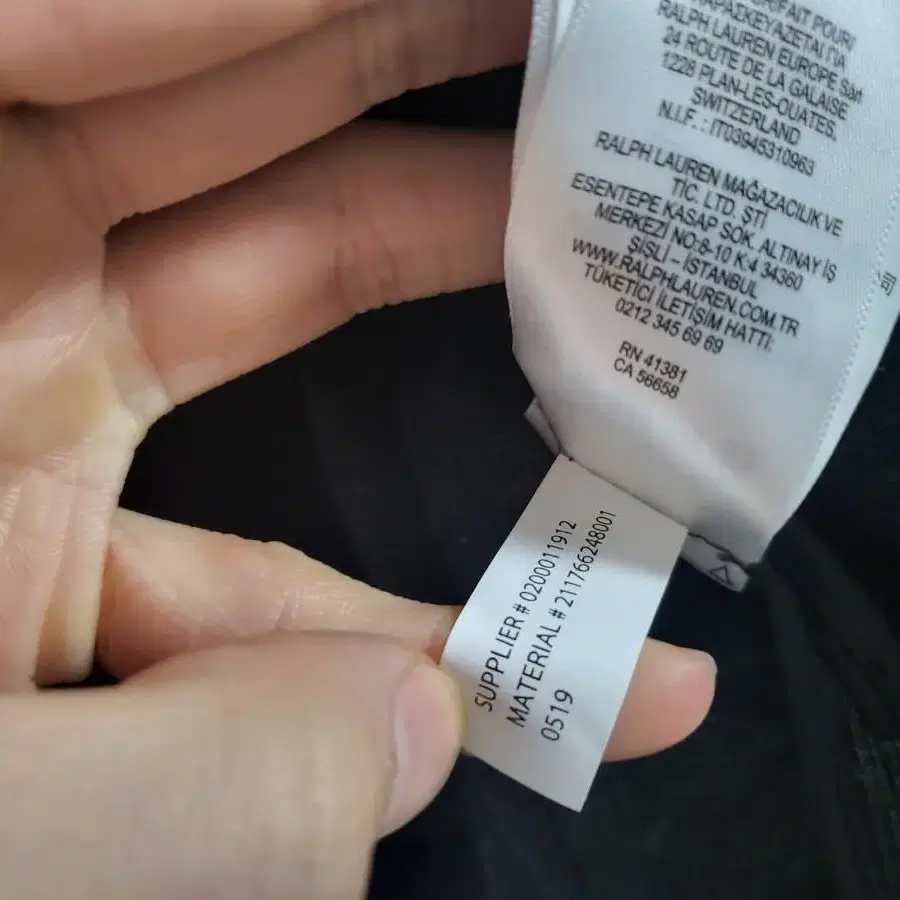 FAIT POUR/
RALPH LAUREN EUROPE Sàrl
24 ROUTE DE LA GALAISE
1228 PLAN-LES-OUATES,
SWITZERLAND
N.I.F. : IT03945310963
RALPH LAUREN MAĞAZACILIK VE
TİC. LTD. ŞTİ
ESENTEPE KASAP SOK. ALTINAY İŞ
MERKEZİ NO:8-10 K:4 34360
ŞİŞLİ – İSTANBUL
WWW.RALPHLAUREN.COM.TR
TÜKETİCİ İLETİŞİM HATTI:
0212 345 69 69
RN 41381
CA 56658
司
SUPPLIER # 0200011912
MATERIAL # 211766248001
0519